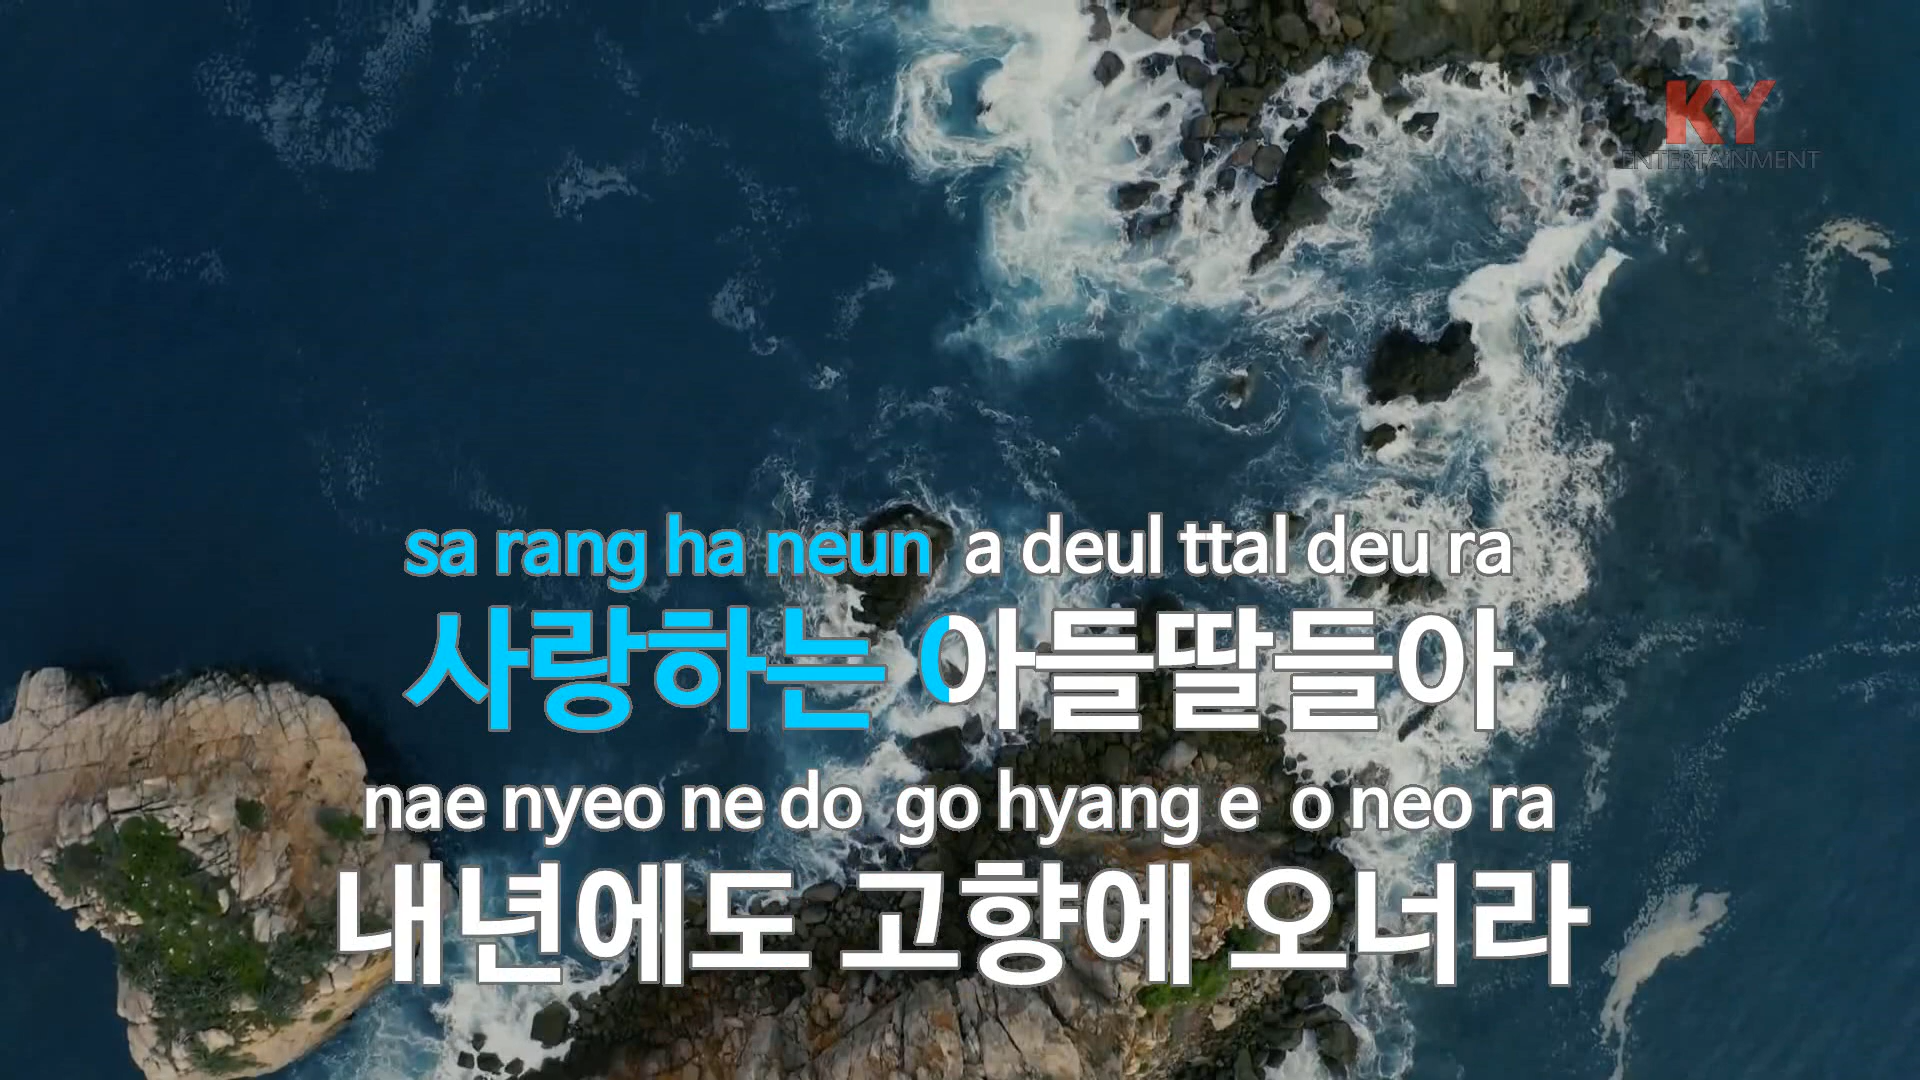 KY
ENTERTAINMENT
sa rang ha neun a deul ttal deu ra
사랑하는 아들딸들아
nae nyeo ne do go hyang e o neo ra
내년에도 고향에 오너라